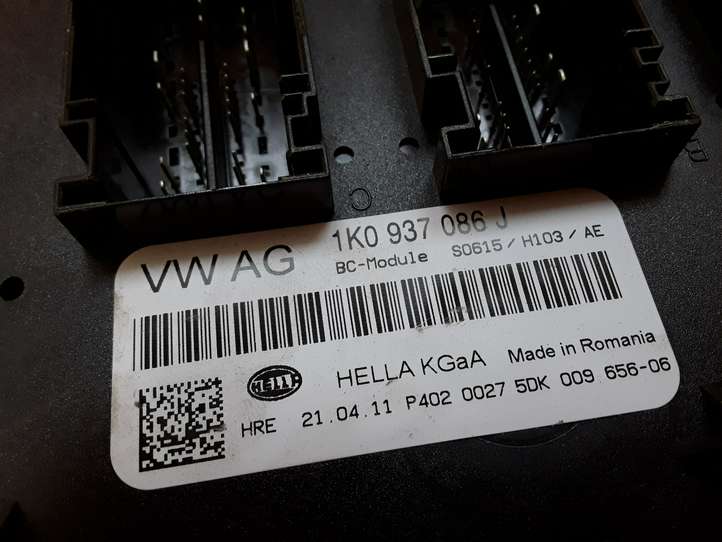 C
D
VW AG
1K0 937 086 J
BC-Module S0615 / H103 / AE
HELLA
HELLA KGaA Made in Romania
HRE 21.04.11 P402 0027 5DK 009 656-06